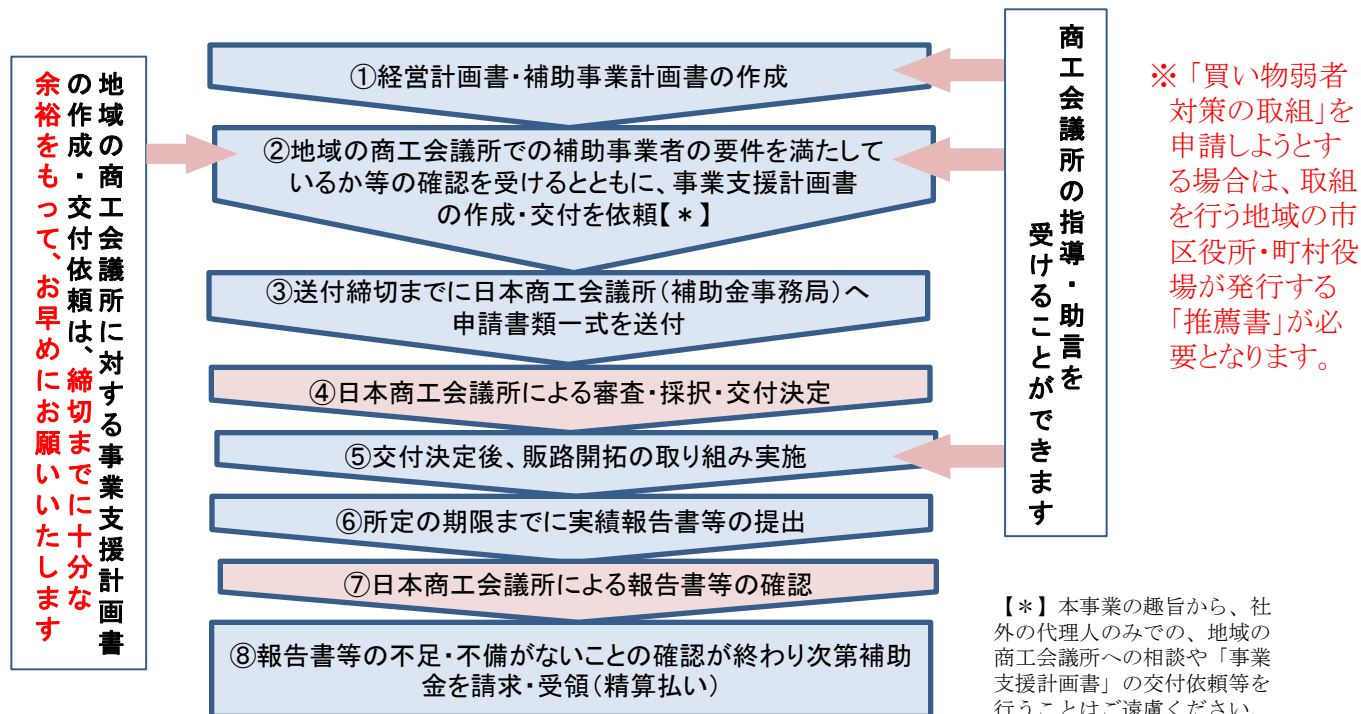 地域の商工会議所に対する事業支援計画書
の作成・交付依頼は、締切までに十分な
余裕をもって、お早めにお願いいたします
①経営計画書・補助事業計画書の作成
②地域の商工会議所での補助事業者の要件を満たして
いるか等の確認を受けるとともに、事業支援計画書
の作成・交付を依頼【＊】
③送付締切までに日本商工会議所（補助金事務局）へ
申請書類一式を送付
④日本商工会議所による審査・採択・交付決定
⑤交付決定後、販路開拓の取り組み実施
⑥所定の期限までに実績報告書等の提出
⑦日本商工会議所による報告書等の確認
⑧報告書等の不足・不備がないことの確認が終わり次第補助
金を請求・受領（精算払い）
商工会議所の指導・助言を
受けることができます
※「買い物弱者
対策の取組」を
申請しようとす
る場合は、取組
を行う地域の市
区役所・町村役
場が発行する
「推薦書」が必
要となります。
【＊】本事業の趣旨から、社
外の代理人のみでの、地域の
商工会議所への相談や「事業
支援計画書」の交付依頼等を
行うことはご遠慮ください。